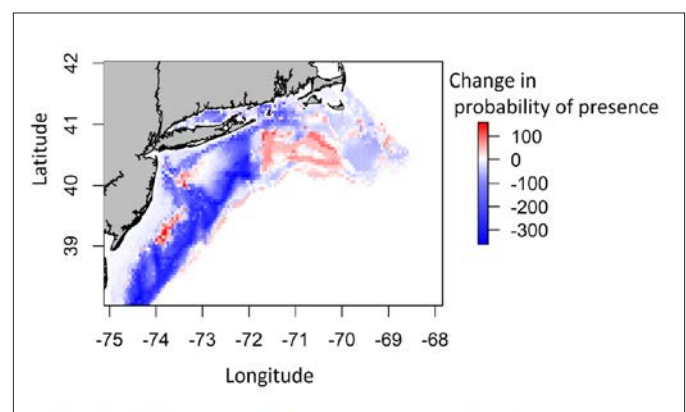 42
41
40
39
Latitude
-75 -74 -73 -72 -71 -70 -69 -68
Longitude
Change in
probability of presence
100
0
-100
-200
-300